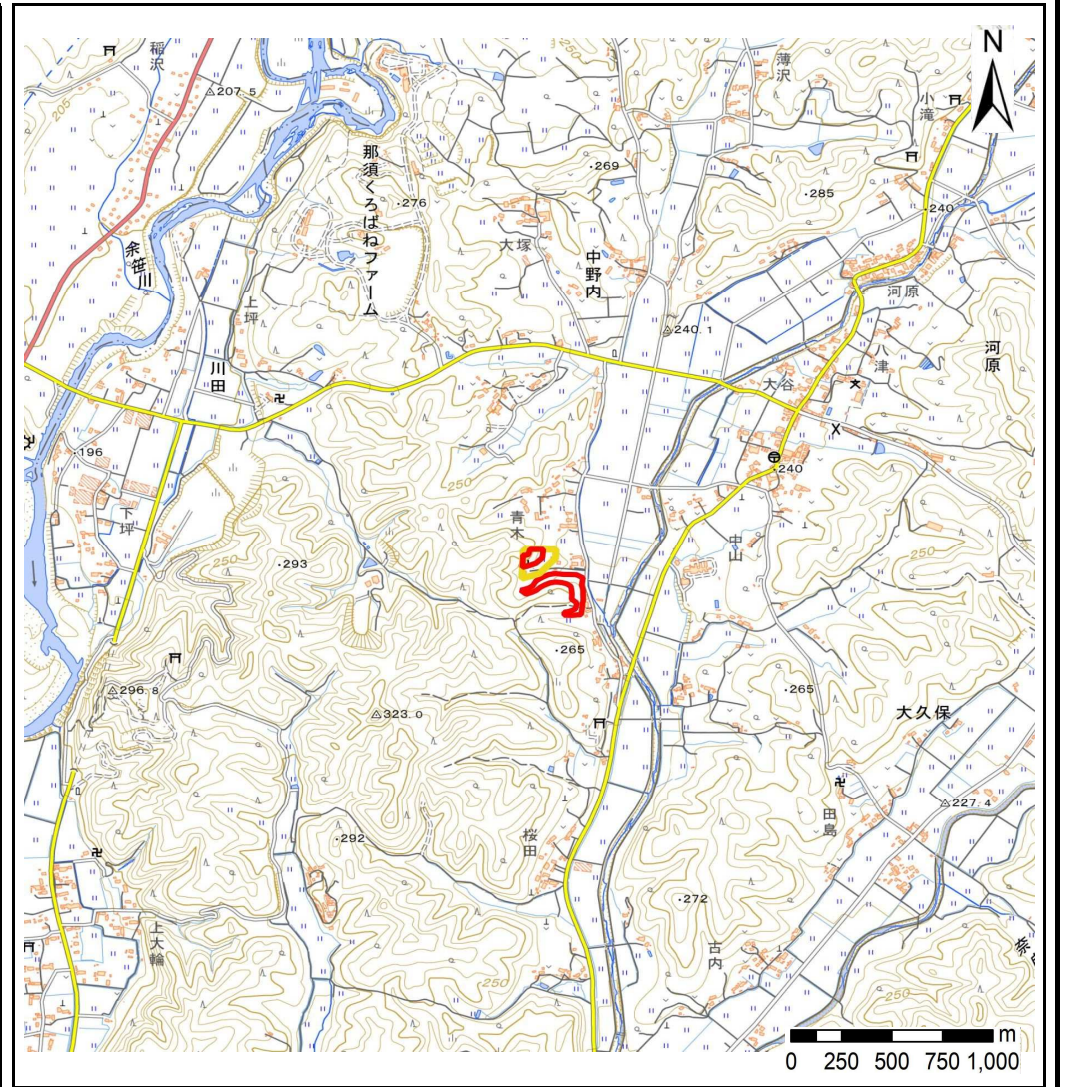 稲沢
N
薄沢
小滝
205
△207.5
250
那須くろばねファーム
・269
・285
・276
・240
余笹川
大塚
中野内
河原
上坪
△240.1
川田
八津
河原
大谷
・196
・240
250
下坪
青木
中山
250
・293
・265
・265
△296.8
△323.0
大久保
△227.4
田島
・292
桜田
・272
上大輪
古内
250
250
m
0 250 500 750 1,000